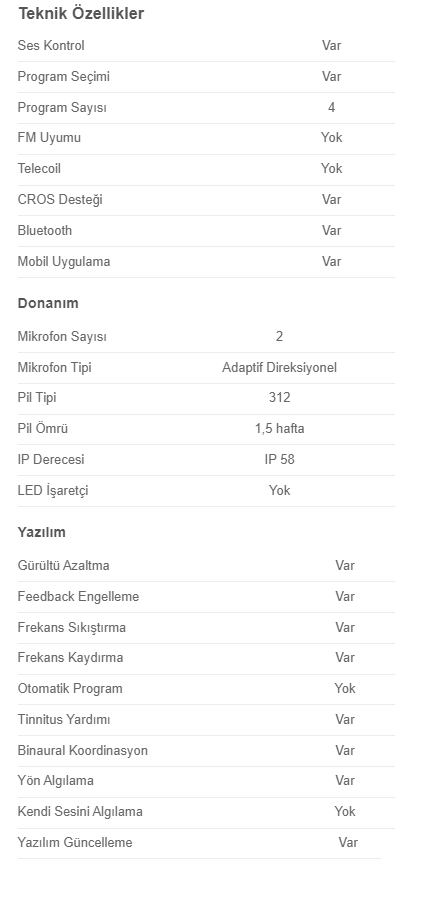 Teknik Özellikler
Ses Kontrol Var
Program Seçimi Var
Program Sayısı 4
FM Uyumu Yok
Telecoil Yok
CROS Desteği Var
Bluetooth Var
Mobil Uygulama Var
Donanım
Mikrofon Sayısı 2
Mikrofon Tipi Adaptif Direksiyonel
Pil Tipi 312
Pil Ömrü 1,5 hafta
IP Derecesi IP 58
LED İşaretçi Yok
Yazılım
Gürültü Azaltma Var
Feedback Engelleme Var
Frekans Sıkıştırma Var
Frekans Kaydırma Var
Otomatik Program Yok
Tinnitus Yardımı Var
Binaural Koordinasyon Var
Yön Algılama Var
Kendi Sesini Algılama Yok
Yazılım Güncelleme Var